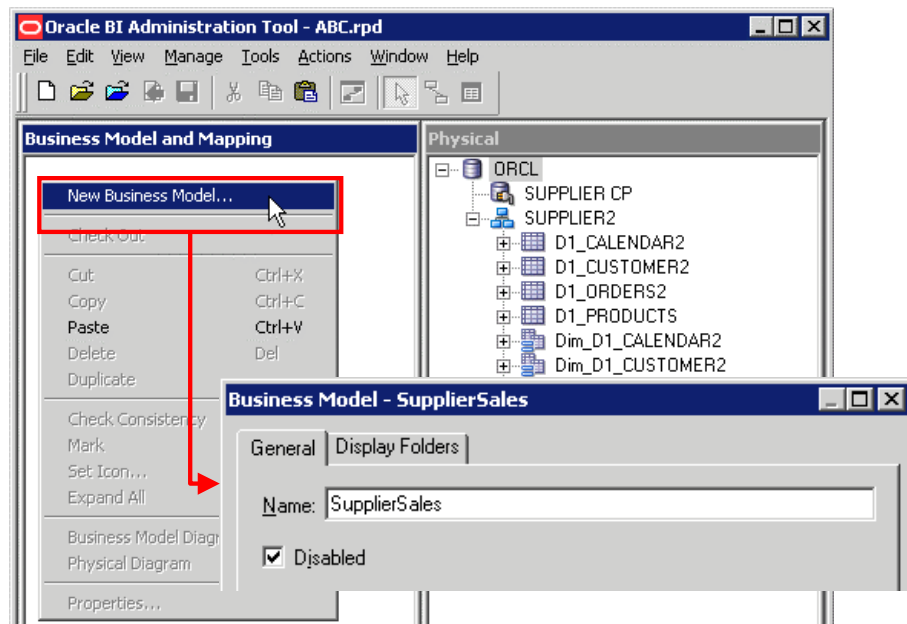 Oracle BI Administration Tool - ABC.rpd
File Edit View Manage Tools Actions Window Help
Business Model and Mapping
Physical
New Business Model...
Check Out
Cut Ctrl+X
Copy Ctrl+C
Paste Ctrl+V
Delete Del
Duplicate
Check Consistency
Mark
Set Icon...
Expand All
Business Model Diagr
Physical Diagram
Properties...
ORCL
SUPPLIER CP
SUPPLIER2
D1_CALENDAR2
D1_CUSTOMER2
D1_ORDERS2
D1_PRODUCTS
Dim_D1_CALENDAR2
Dim_D1_CUSTOMER2
Business Model - SupplierSales
General Display Folders
Name: SupplierSales
Disabled